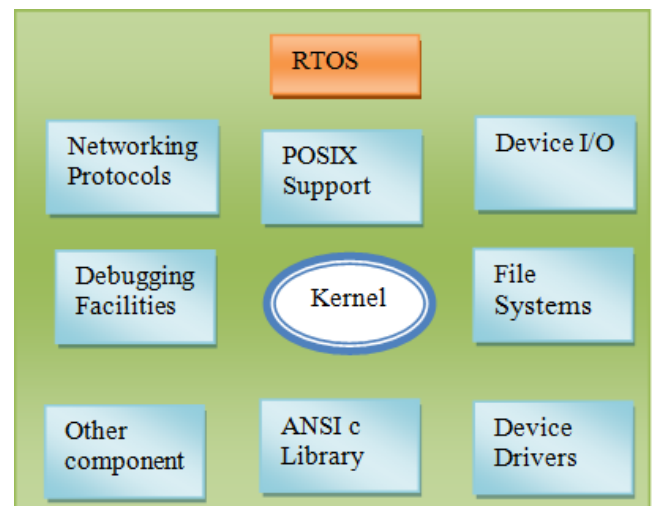 RTOS
Networking
Protocols
POSIX
Support
Device I/O
Debugging
Facilities
Kernel
File
Systems
Other
component
ANSI c
Library
Device
Drivers